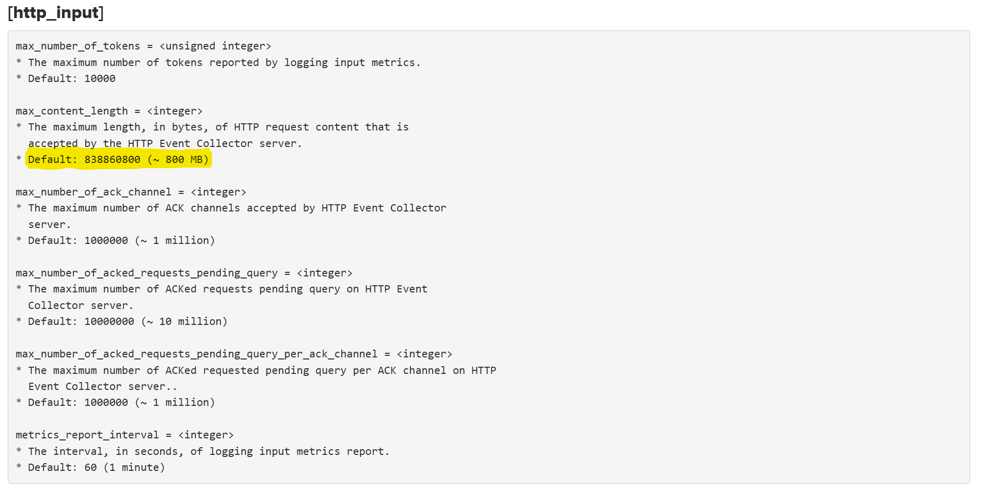 [http_input]
max_number_of_tokens = <unsigned integer>
* The maximum number of tokens reported by logging input metrics.
* Default: 10000
max_content_length = <integer>
* The maximum length, in bytes, of HTTP request content that is
accepted by the HTTP Event Collector server.
* Default: 838860800 (~ 800 MB)
max_number_of_ack_channel = <integer>
* The maximum number of ACK channels accepted by HTTP Event Collector
server.
* Default: 1000000 (~ 1 million)
max_number_of_acked_requests_pending_query = <integer>
* The maximum number of ACKed requests pending query on HTTP Event
Collector server.
* Default: 10000000 (~ 10 million)
max_number_of_acked_requests_pending_query_per_ack_channel = <integer>
* The maximum number of ACKed requested pending query per ACK channel on HTTP
Event Collector server..
* Default: 1000000 (~ 1 million)
metrics_report_interval = <integer>
* The interval, in seconds, of logging input metrics report.
* Default: 60 (1 minute)